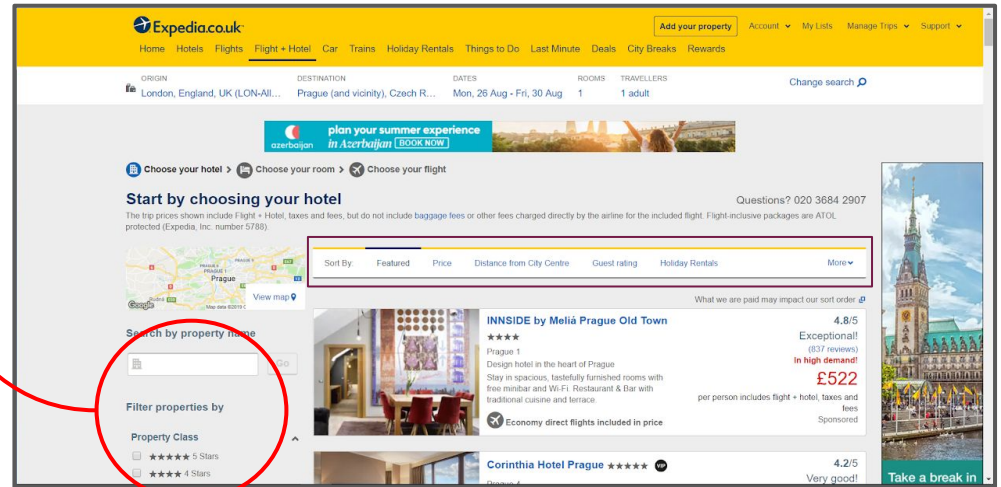 Expedia.co.uk
Add your property Account My Lists Manage Trips Support
Home Hotels Flights Flight + Hotel Car Trains Holiday Rentals Things to Do Last Minute Deals City Breaks Rewards
ORIGIN DESTINATION DATES ROOMS TRAVELLERS
London, England, UK (LON-All... Prague (and vicinity), Czech R... Mon, 26 Aug - Fri, 30 Aug 1 1 adult Change search
azerbaijan
plan your summer experience
in Azerbaijan BOOK NOW
Choose your hotel > Choose your room > Choose your flight
Start by choosing your hotel
Questions? 020 3684 2907
The trip prices shown include Flight + Hotel, taxes and fees, but do not include baggage fees or other fees charged directly by the airline for the included flight. Flight-inclusive packages are ATOL
protected (Expedia, Inc. number 5788).
PRAGUE 1
Prague
Google
View map
Sort By: Featured Price Distance from City Centre Guest rating Holiday Rentals More
What we are paid may impact our sort order
Search by property name
Go
Filter properties by
Property Class
★★★★★ 5 Stars
★★★★ 4 Stars
INNSIDE by Meliá Prague Old Town
★★★★
Prague 1
Design hotel in the heart of Prague
Stay in spacious, tastefully furnished rooms with
free minibar and Wi-Fi. Restaurant & Bar with
traditional cuisine and terrace.
Economy direct flights included in price
4.8/5
Exceptional!
(837 reviews)
In high demand!
£522
per person includes flight + hotel, taxes and
fees
Sponsored
Corinthia Hotel Prague ★★★★★ VIP
Prague 4
4.2/5
Very good!
Take a break in